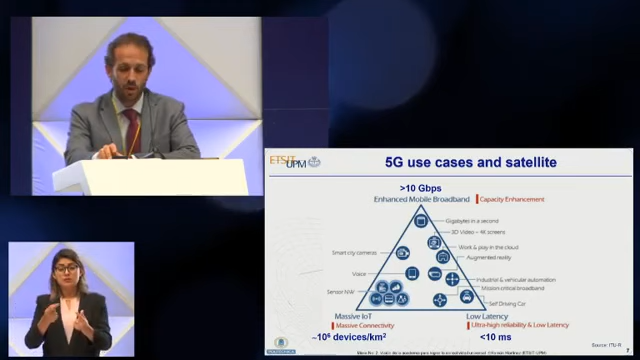 ETSIT
UPM
5G use cases and satellite
>10 Gbps
Enhanced Mobile Broadband
Capacity Enhancement
Gigabytes in a second
3D Video - 4K screens
Work & play in the cloud
Smart city cameras
Augmented reality
Voice
Industrial & vehicular automation
Mission critical broadband
Sensor NW
Self Driving Car
Massive IoT
Low Latency
Massive Connectivity
Ultra-high reliability & Low Latency
~10⁶ devices/km²
<10 ms
Source: ITU-R
7